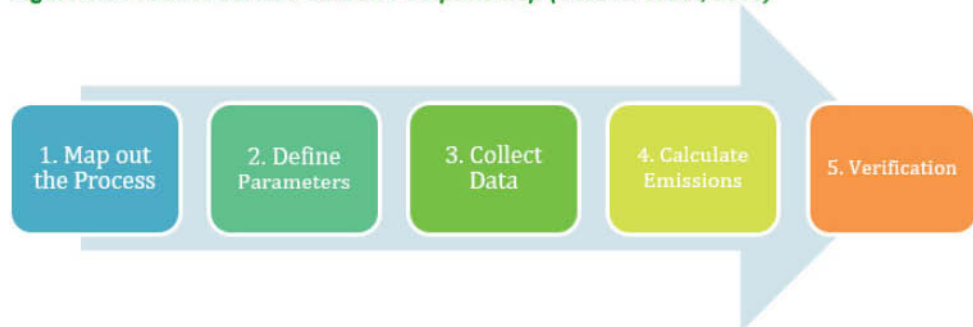 1. Map out
the Process
2. Define
Parameters
3. Collect
Data
4. Calculate
Emissions
5. Verification